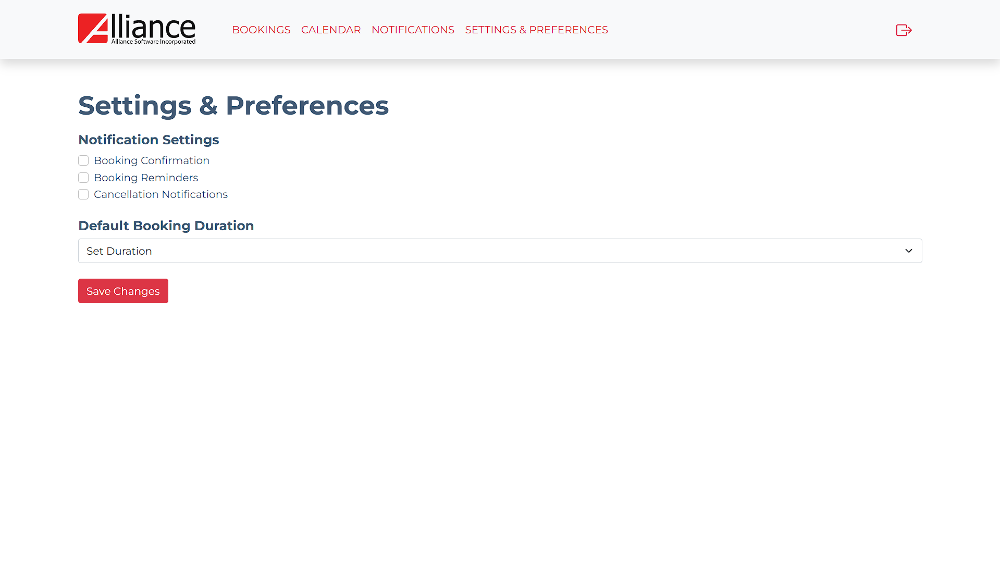 Alliance
Alliance Software Incorporated
BOOKINGS CALENDAR NOTIFICATIONS SETTINGS & PREFERENCES
Settings & Preferences
Notification Settings
Booking Confirmation
Booking Reminders
Cancellation Notifications
Default Booking Duration
Set Duration
Save Changes